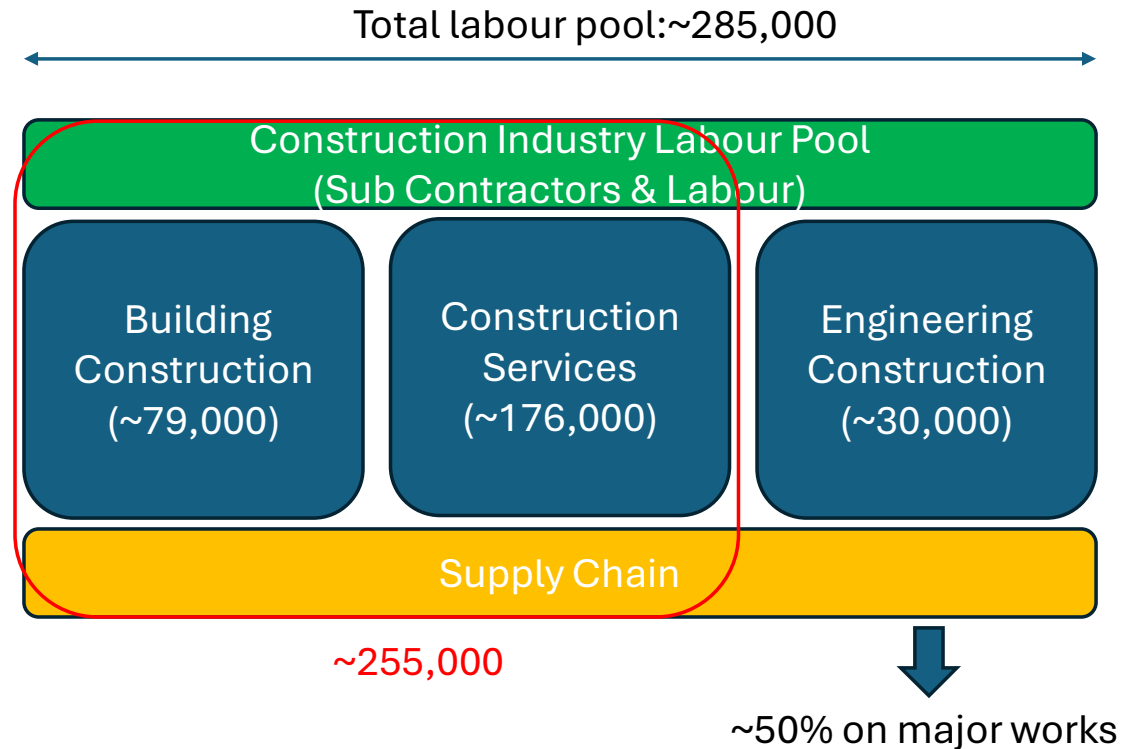 Total labour pool:~285,000
Construction Industry Labour Pool
(Sub Contractors & Labour)
Building
Construction
(~79,000)
Construction
Services
(~176,000)
Engineering
Construction
(~30,000)
Supply Chain
~255,000
~50% on major works